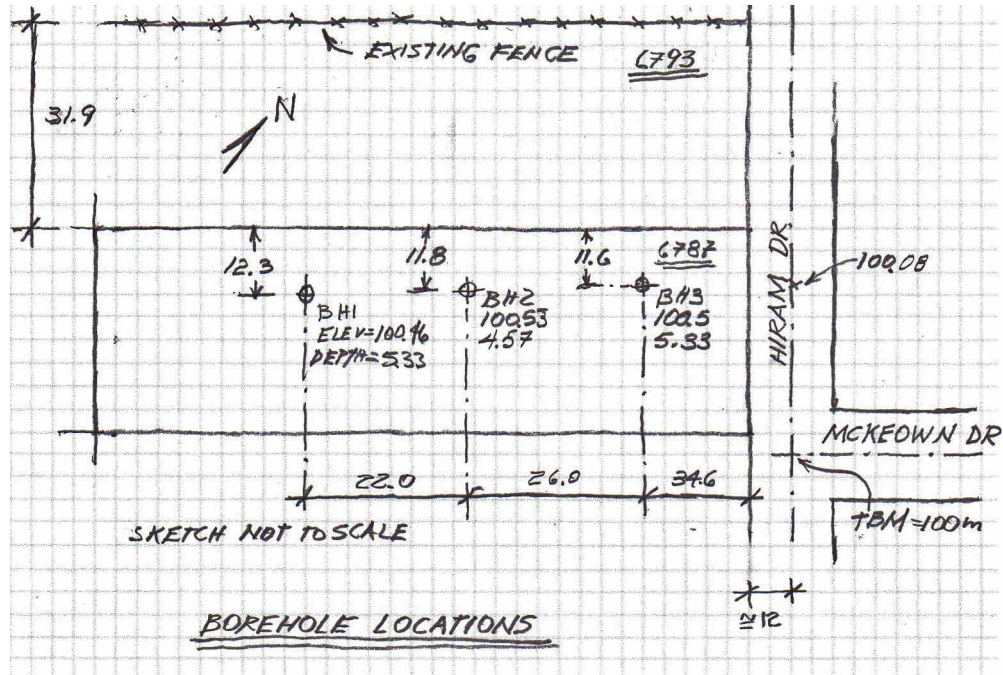 EXISTING FENCE
6793
31.9
N
12.3
11.8
11.6
6787
BH1
ELEV=100.46
DEPTH=5.33
BH2
100.53
4.57
BH3
100.5
5.33
HIRAM DR
100.08
MCKEOWN DR
22.0
26.0
34.6
TBM=100m
SKETCH NOT TO SCALE
≅12
BOREHOLE LOCATIONS